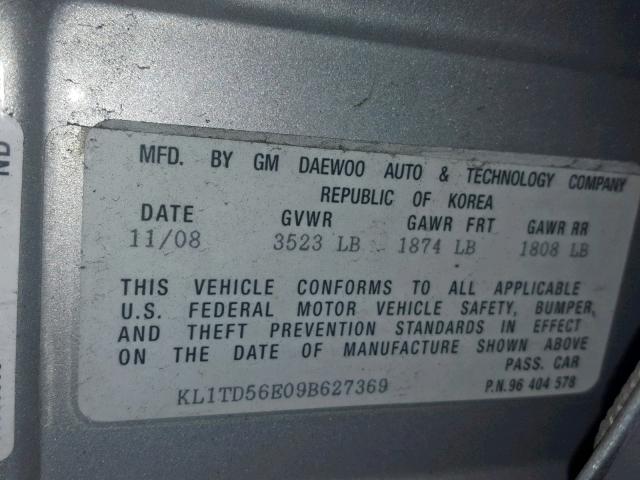 ND
MFD. BY GM DAEWOO AUTO & TECHNOLOGY COMPANY
REPUBLIC OF KOREA
DATE GVWR GAWR FRT GAWR RR
11/08 3523 LB 1874 LB 1808 LB
THIS VEHICLE CONFORMS TO ALL APPLICABLE
U.S. FEDERAL MOTOR VEHICLE SAFETY, BUMPER,
AND THEFT PREVENTION STANDARDS IN EFFECT
ON THE DATE OF MANUFACTURE SHOWN ABOVE
PASS. CAR
KL1TD56E09B627369 P.N. 96 404 578